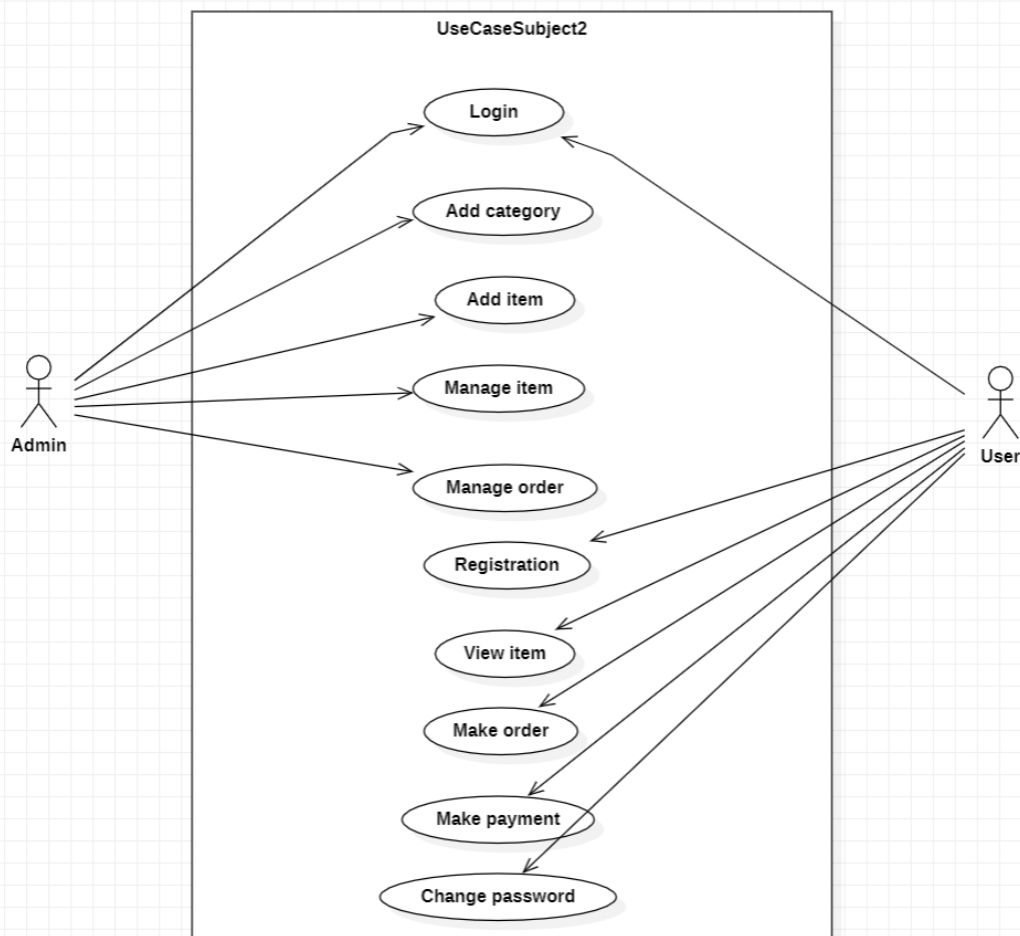 UseCaseSubject2
Login
Add category
Add item
Manage item
Admin
User
Manage order
Registration
View item
Make order
Make payment
Change password